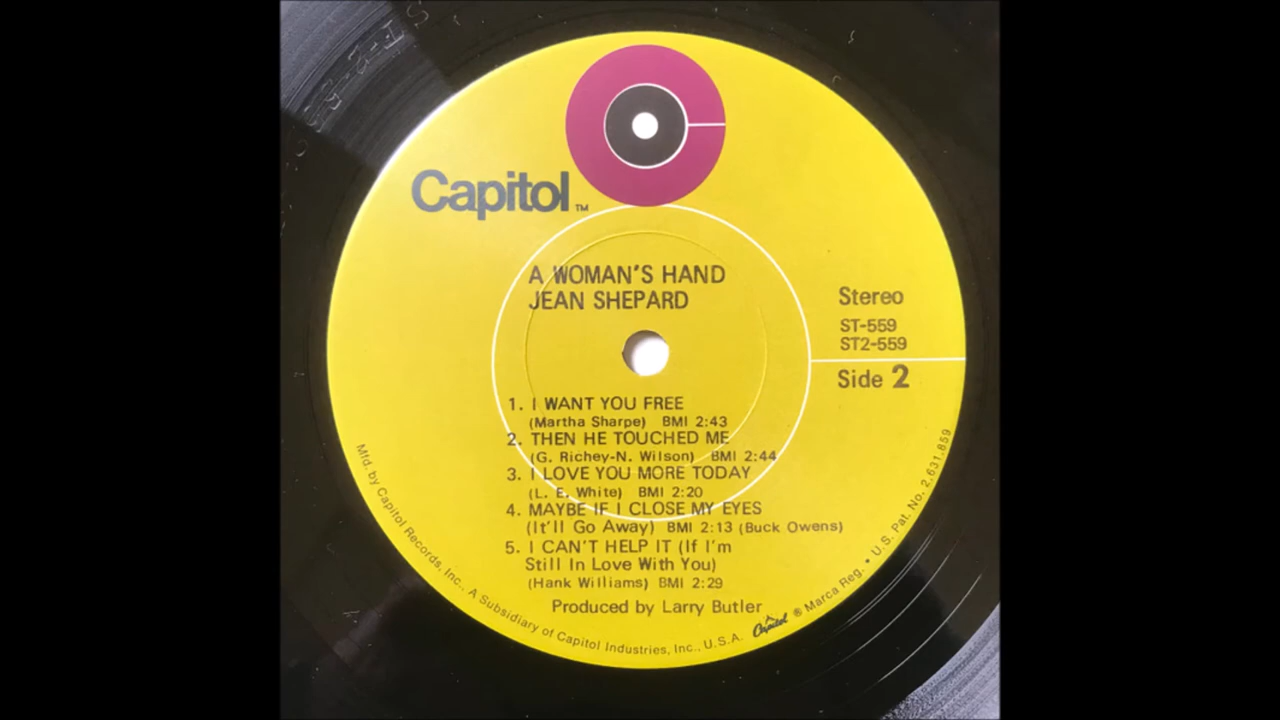 Capitol TM
A WOMAN'S HAND
JEAN SHEPARD
Stereo
ST-559
ST2-559
Side 2
1. I WANT YOU FREE
(Martha Sharpe) BMI 2:43
2. THEN HE TOUCHED ME
(G. Richey-N. Wilson) BMI 2:44
3. I LOVE YOU MORE TODAY
(L. E. White) BMI 2:20
4. MAYBE IF I CLOSE MY EYES
(It'll Go Away) BMI 2:13 (Buck Owens)
5. I CAN'T HELP IT (If I'm
Still In Love With You)
(Hank Williams) BMI 2:29
Produced by Larry Butler
Mfd. by Capitol Records, Inc., A Subsidiary of Capitol Industries, Inc., U.S.A. Capitol ® Marca Reg. • U.S. Pat. No. 2,631,859